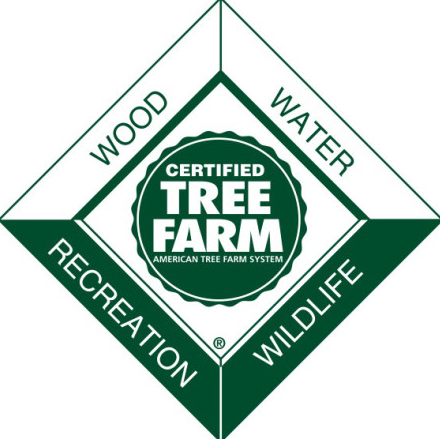 WOOD
WATER
CERTIFIED
TREE
FARM
AMERICAN TREE FARM SYSTEM
RECREATION
WILDLIFE
®